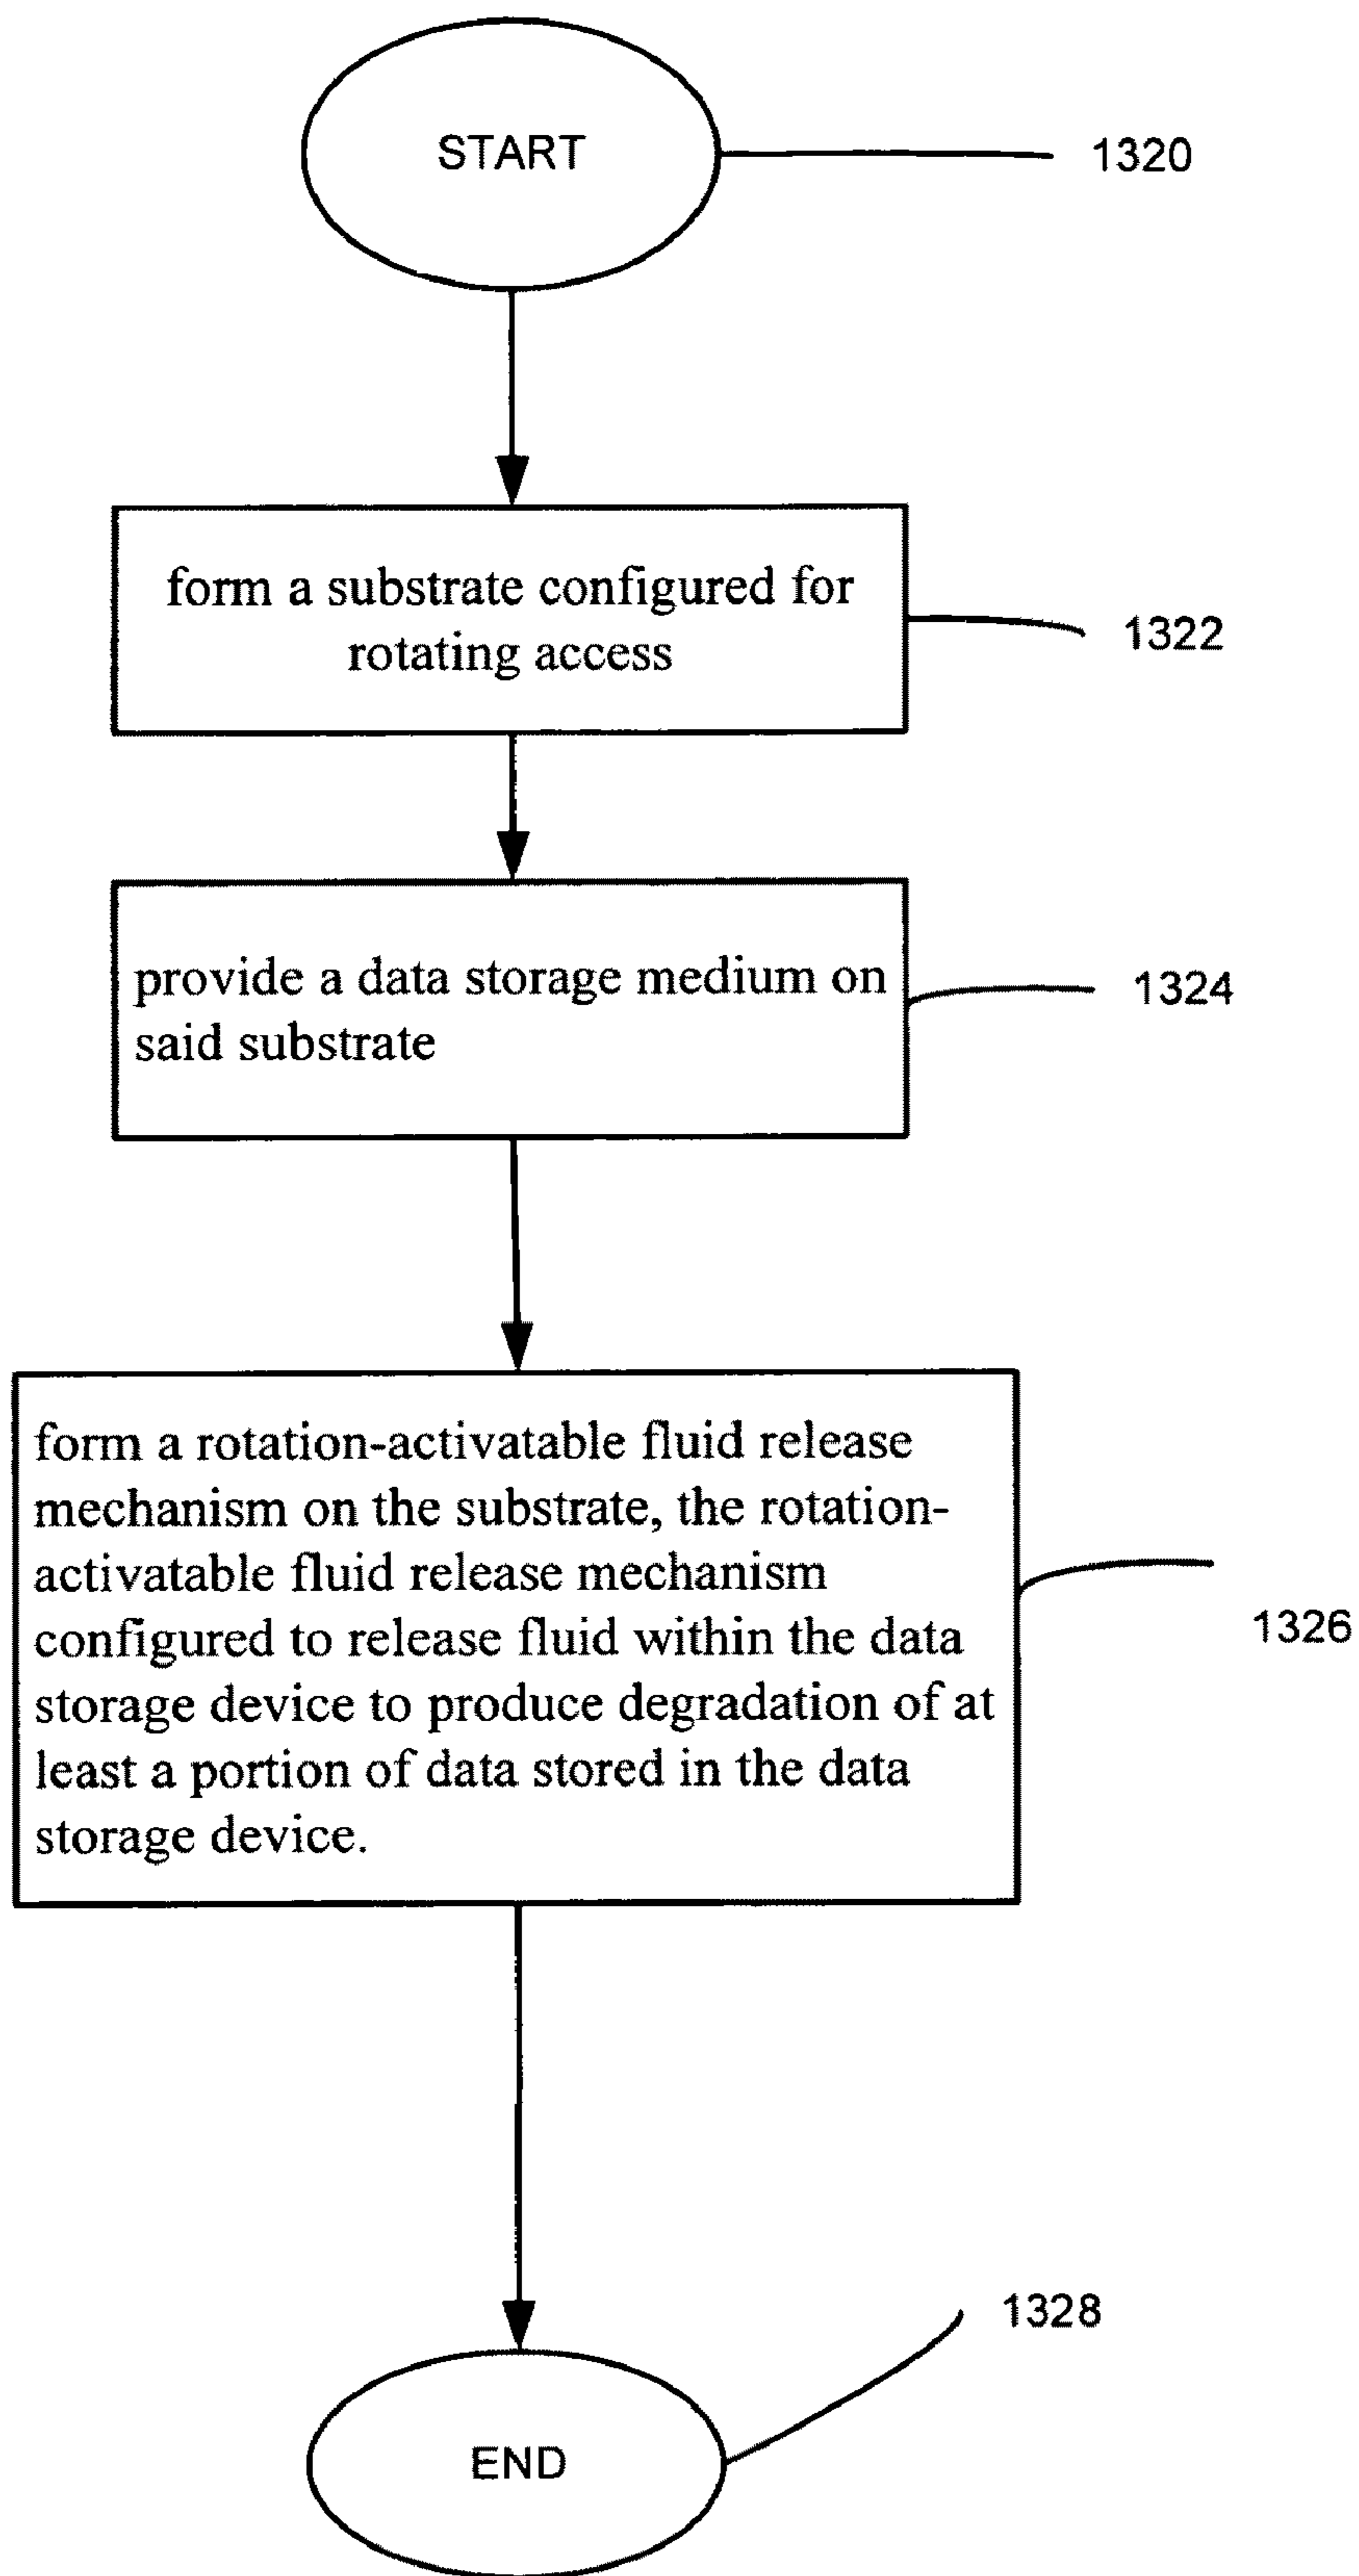 START
1320
form a substrate configured for
rotating access
1322
provide a data storage medium on
said substrate
1324
form a rotation-activatable fluid release
mechanism on the substrate, the rotation-
activatable fluid release mechanism
configured to release fluid within the data
storage device to produce degradation of at
least a portion of data stored in the data
storage device.
1326
1328
END